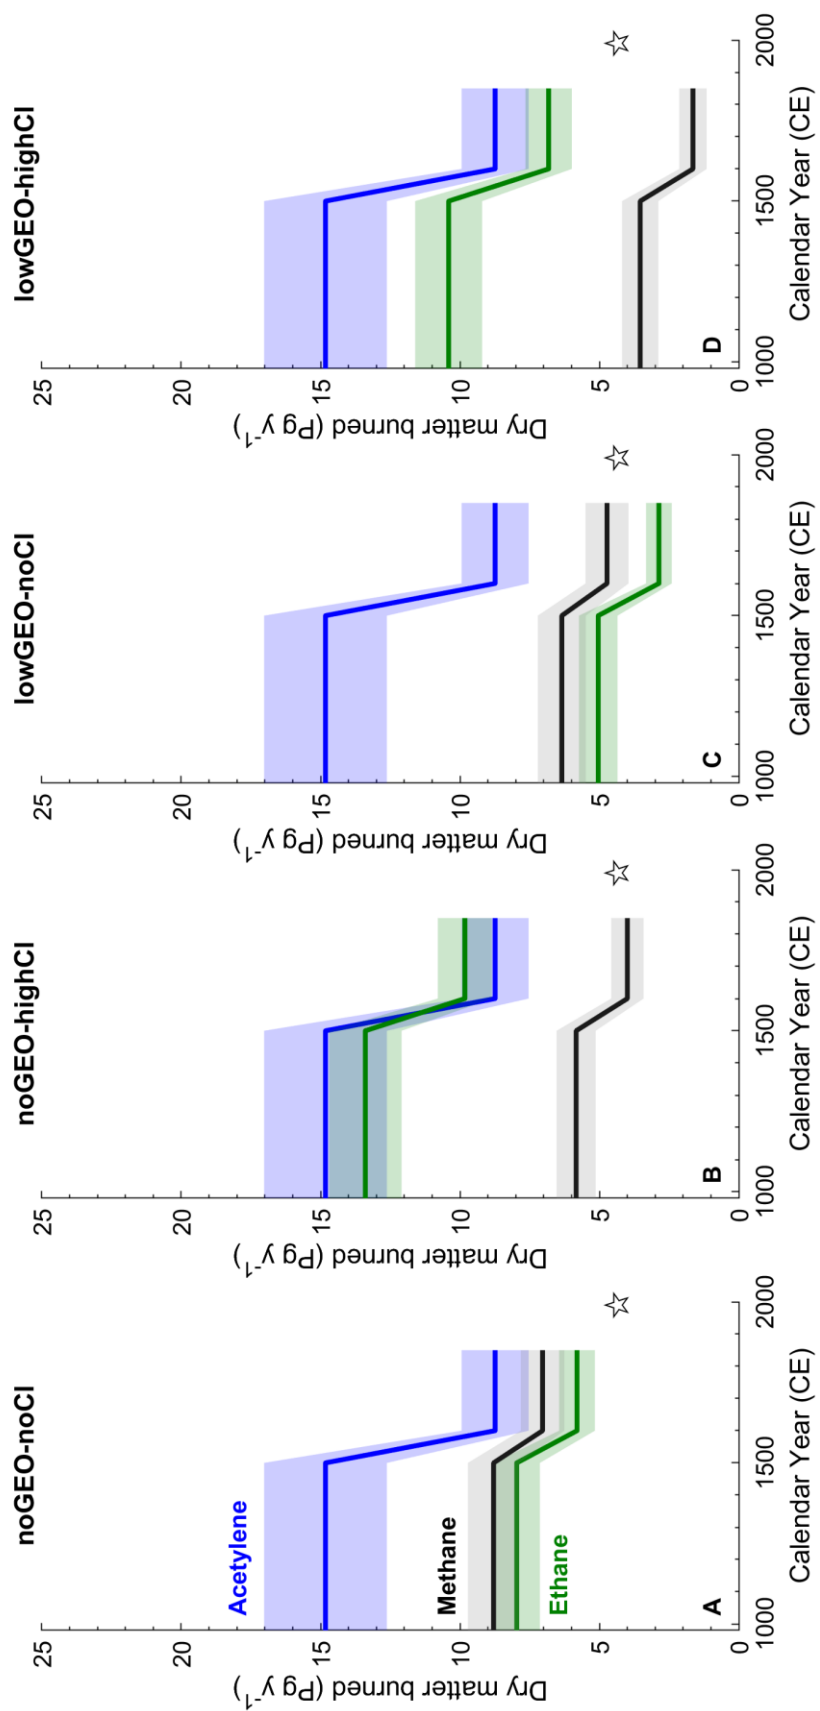 noGEO-noCl
noGEO-highCl
lowGEO-noCl
lowGEO-highCl
Dry matter burned (Pg y⁻¹)
25
20
15
10
5
0
Acetylene
Methane
Ethane
A
1000
1500
2000
Calendar Year (CE)
Dry matter burned (Pg y⁻¹)
25
20
15
10
5
0
B
1000
1500
2000
Calendar Year (CE)
Dry matter burned (Pg y⁻¹)
25
20
15
10
5
0
C
1000
1500
2000
Calendar Year (CE)
Dry matter burned (Pg y⁻¹)
25
20
15
10
5
0
D
1000
1500
2000
Calendar Year (CE)